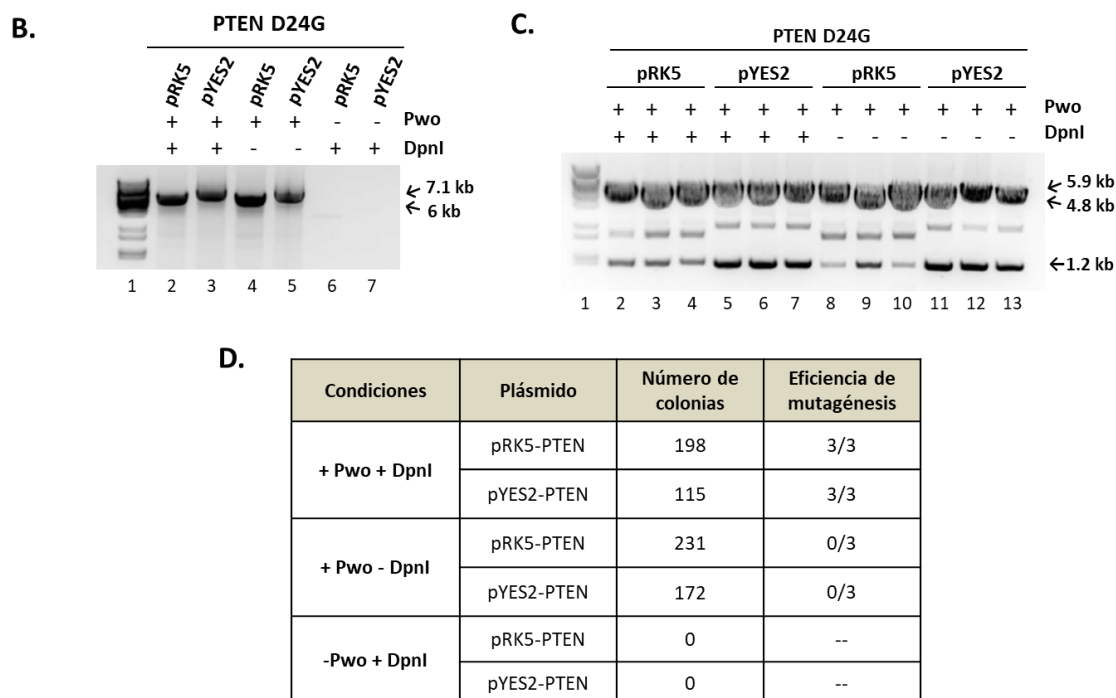 B.
PTEN D24G
pRK5 pYES2 pRK5 pYES2 pRK5 pYES2
+ + + + - - Pwo
+ + - - + + DpnI
7.1 kb
6 kb
1 2 3 4 5 6 7
C.
PTEN D24G
pRK5 pYES2 pRK5 pYES2
+ + + + + + + + + + + + Pwo
+ + + + + + - - - - - - DpnI
5.9 kb
4.8 kb
1.2 kb
1 2 3 4 5 6 7 8 9 10 11 12 13
D.
Condiciones Plásmido Número de colonias Eficiencia de mutagénesis
+ Pwo + DpnI
pRK5-PTEN 198 3/3
pYES2-PTEN 115 3/3
+ Pwo - DpnI
pRK5-PTEN 231 0/3
pYES2-PTEN 172 0/3
-Pwo + DpnI
pRK5-PTEN 0 --
pYES2-PTEN 0 --